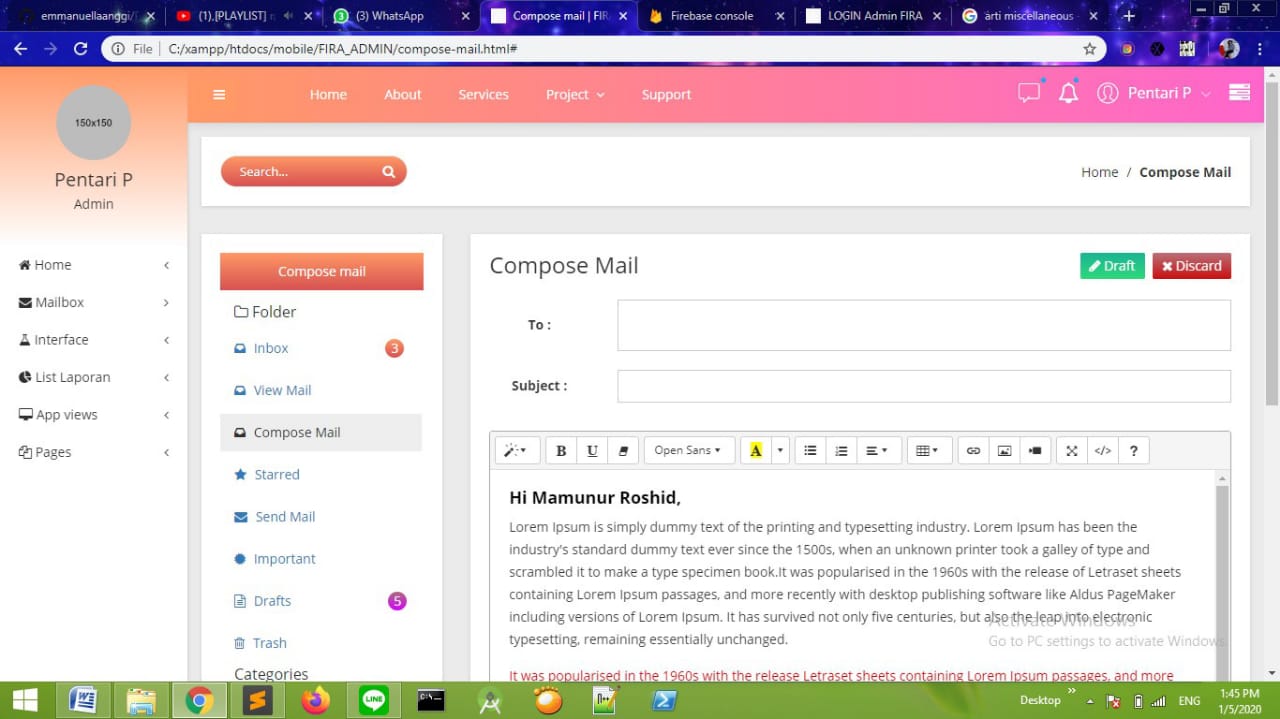 emmanuellaanggi/
(1),[PLAYLIST]
(3) WhatsApp
Compose mail | FIR
Firebase console
LOGIN Admin FIRA
arti miscellaneous
File
C:/xampp/htdocs/mobile/FIRA_ADMIN/compose-mail.html#
150x150
Pentari P
Admin
Home
Mailbox
Interface
List Laporan
App views
Pages
Home About Services Project Support
Pentari P
Search...
Home / Compose Mail
Compose mail
Folder
Inbox 3
View Mail
Compose Mail
Starred
Send Mail
Important
Drafts 5
Trash
Categories
Compose Mail
Draft Discard
To :
Subject :
B U Open Sans A </> ?
Hi Mamunur Roshid,
Lorem Ipsum is simply dummy text of the printing and typesetting industry. Lorem Ipsum has been the
industry's standard dummy text ever since the 1500s, when an unknown printer took a galley of type and
scrambled it to make a type specimen book.It was popularised in the 1960s with the release of Letraset sheets
containing Lorem Ipsum passages, and more recently with desktop publishing software like Aldus PageMaker
including versions of Lorem Ipsum. It has survived not only five centuries, but also the leap into electronic
typesetting, remaining essentially unchanged.
It was popularised in the 1960s with the release Letraset sheets containing Lorem Ipsum passages, and more
Activate Windows
Go to PC settings to activate Windows.
Desktop
ENG
1:45 PM
1/5/2020